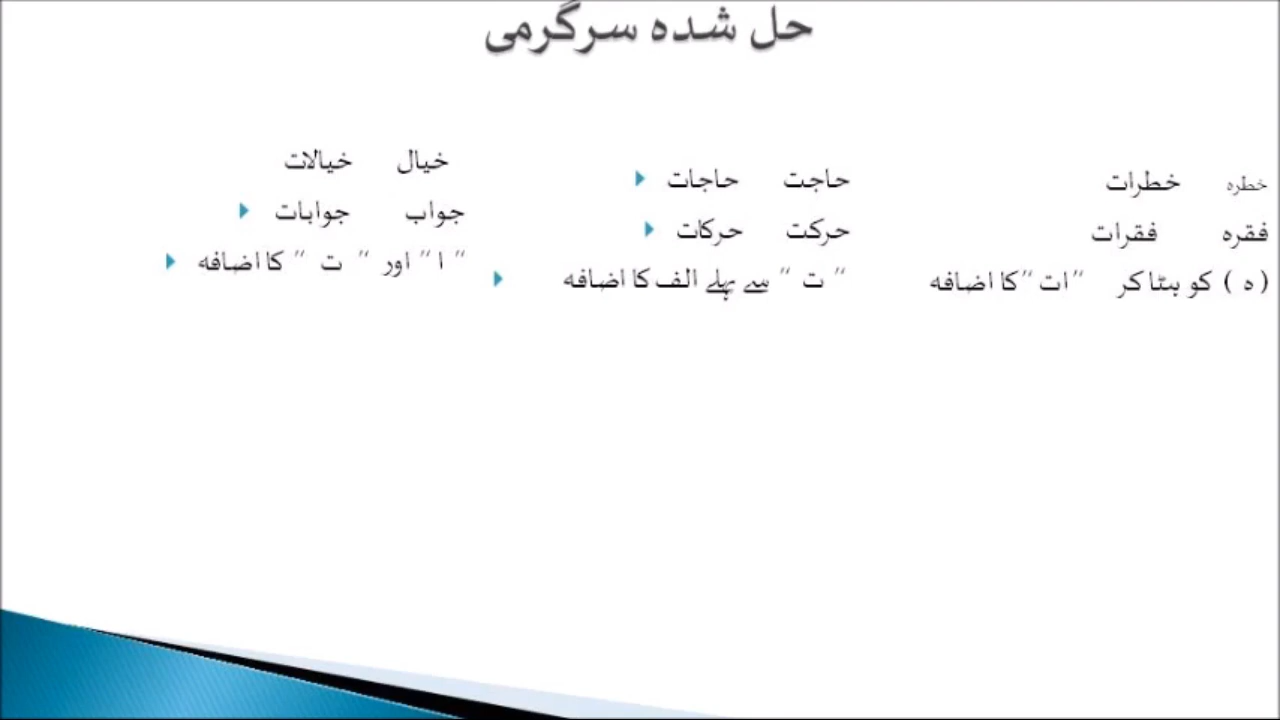 حل شدہ سرگرمی
خطرہ خطرات
فقرہ فقرات
( ہ ) کو ہٹا کر "ات" کا اضافہ
حاجت حاجات
حرکت حرکات
" ت " سے پہلے الف کا اضافہ
خیال خیالات
جواب جوابات
" ا " اور " ت " کا اضافہ